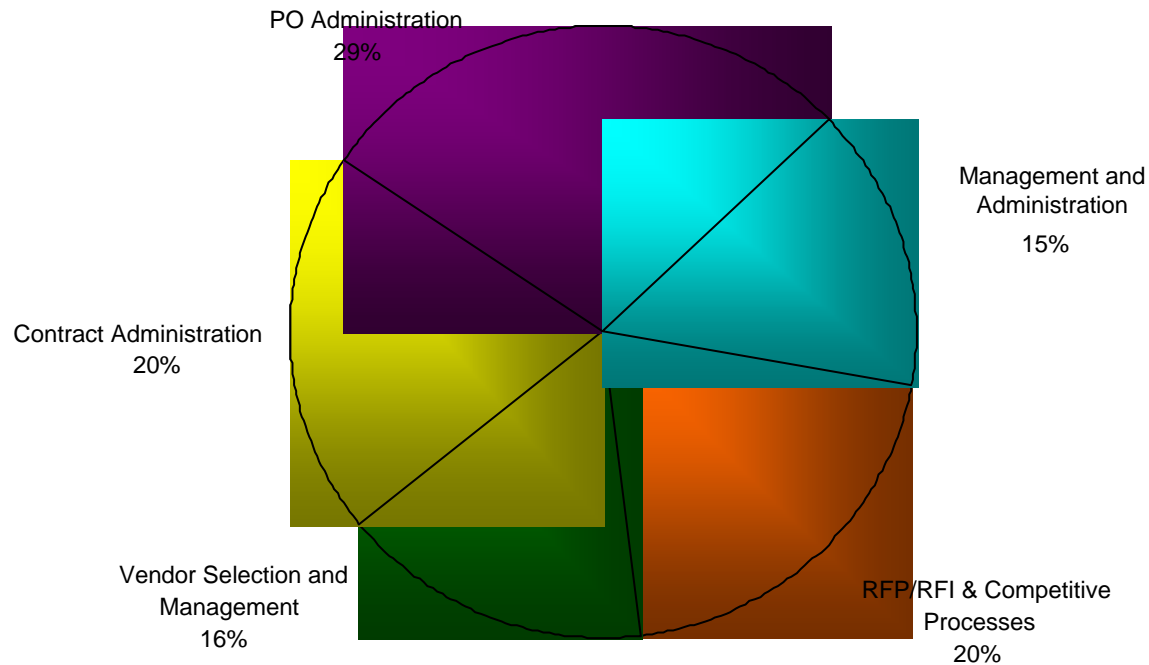 PO Administration
29%
Management and
Administration
15%
Contract Administration
20%
Vendor Selection and
Management
16%
RFP/RFI & Competitive
Processes
20%